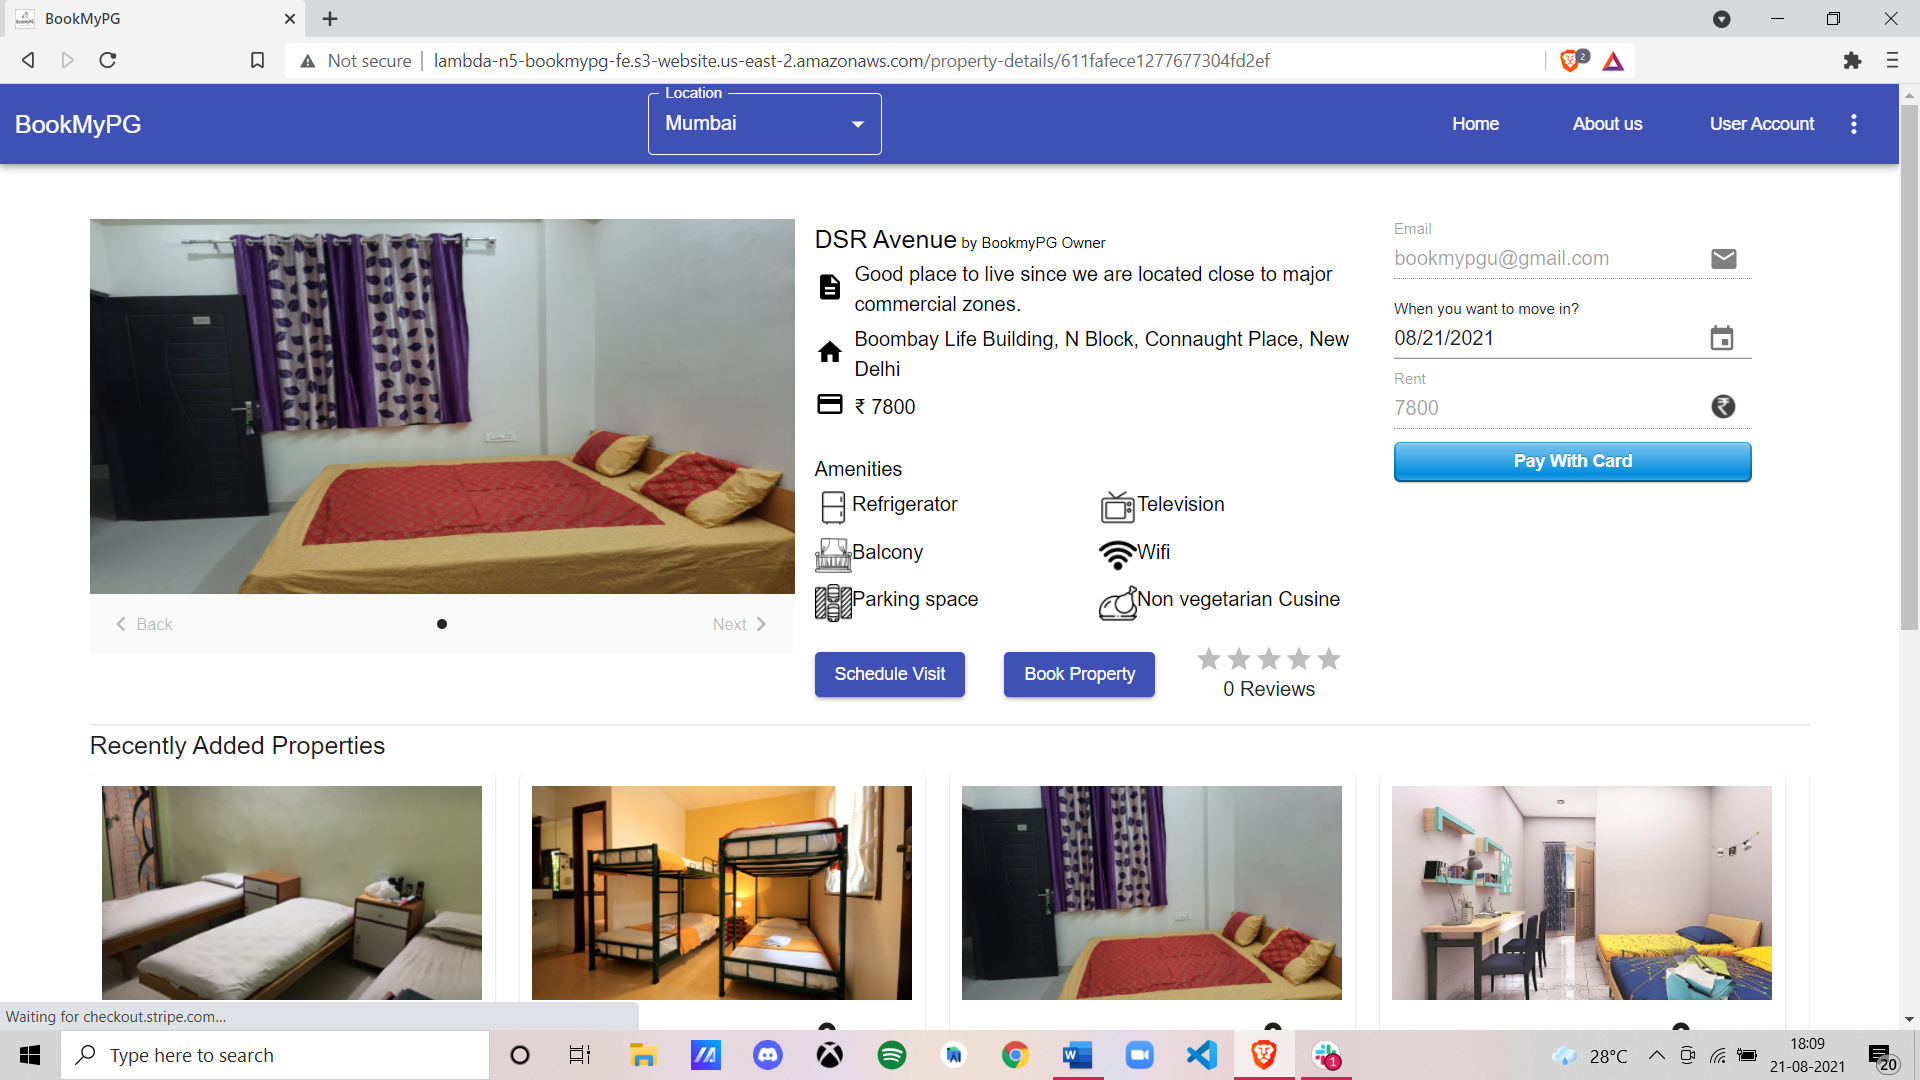 BookMyPG
Not secure
lambda-n5-bookmypg-fe.s3-website.us-east-2.amazonaws.com/property-details/611fafece1277677304fd2ef
2
BookMyPG
Location
Mumbai
Home
About us
User Account
DSR Avenue by BookmyPG Owner
Good place to live since we are located close to major
commercial zones.
Boombay Life Building, N Block, Connaught Place, New
Delhi
₹ 7800
Amenities
Refrigerator
Television
Balcony
Wifi
Parking space
Non vegetarian Cusine
Schedule Visit
Book Property
0 Reviews
Email
bookmypgu@gmail.com
When you want to move in?
08/21/2021
Rent
7800
Pay With Card
Back
Next
Recently Added Properties
Waiting for checkout.stripe.com...
Type here to search
W
1
28°C
18:09
21-08-2021
20